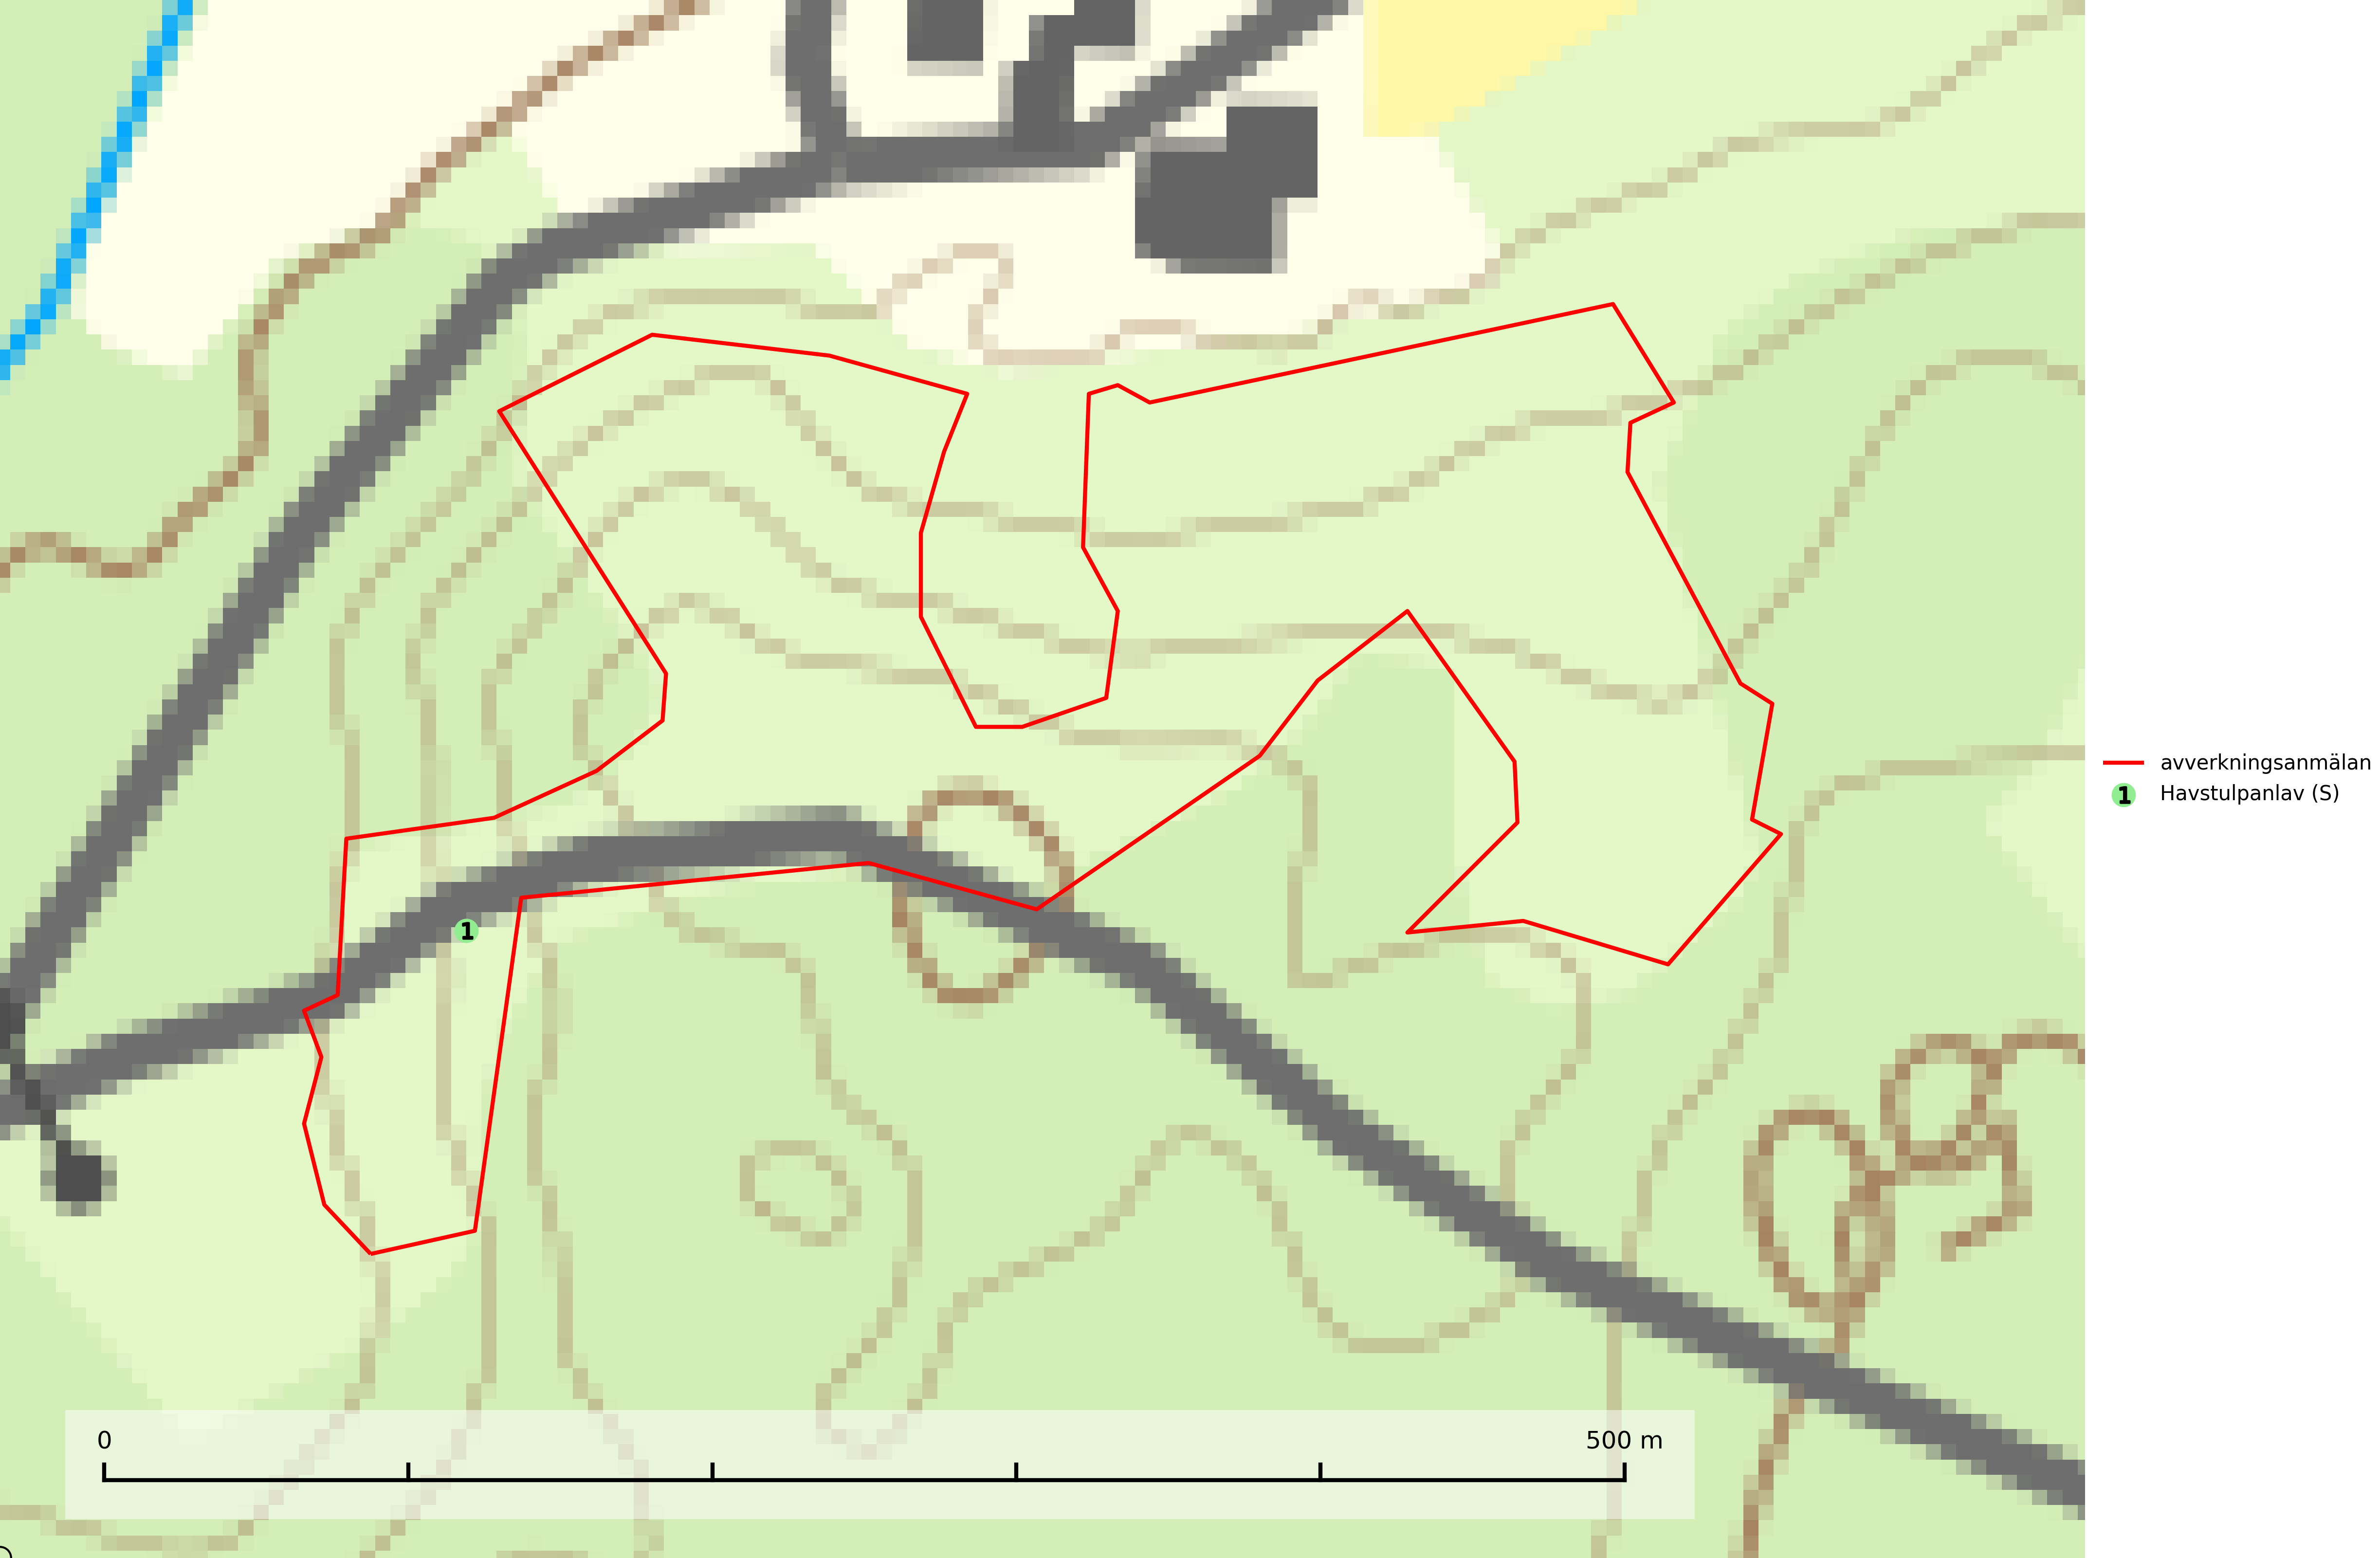 avverkningsanmälan
1 Havstulpanlav (S)
1
0 500 m